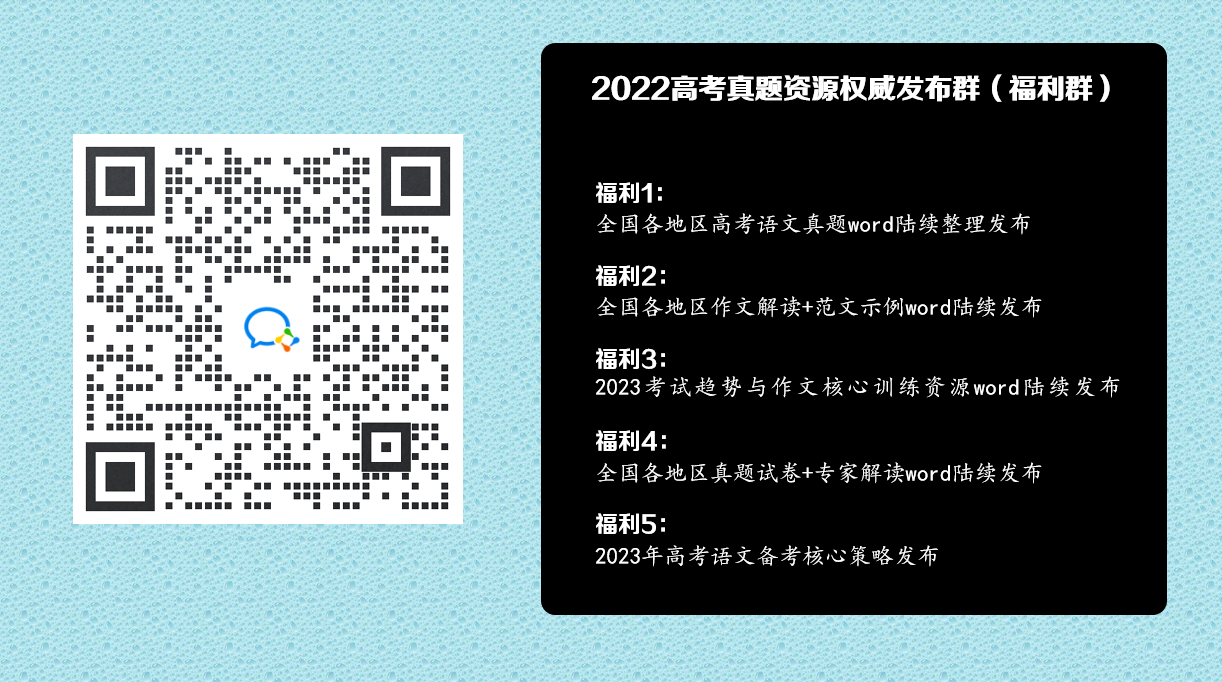 2022高考真题资源权威发布群（福利群）
福利1：
全国各地区高考语文真题word陆续整理发布
福利2：
全国各地区作文解读+范文示例word陆续发布
福利3：
2023考试趋势与作文核心训练资源word陆续发布
福利4：
全国各地区真题试卷+专家解读word陆续发布
福利5：
2023年高考语文备考核心策略发布